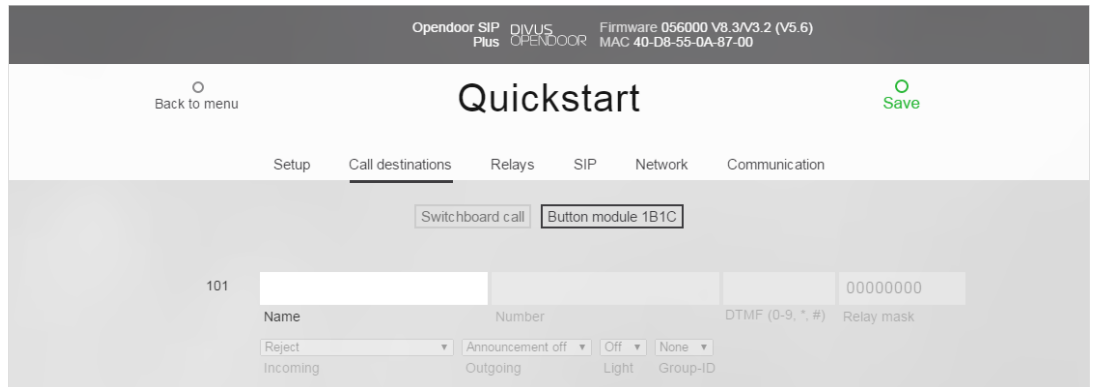 Opendoor SIP Plus DIVUS OPENDOOR Firmware 056000 V8.3/V3.2 (V5.6)
MAC 40-D8-55-0A-87-00
Back to menu Quickstart Save
Setup Call destinations Relays SIP Network Communication
Switchboard call Button module 1B1C
101 00000000
Name Number DTMF (0-9, *, #) Relay mask
Reject Announcement off Off None
Incoming Outgoing Light Group-ID